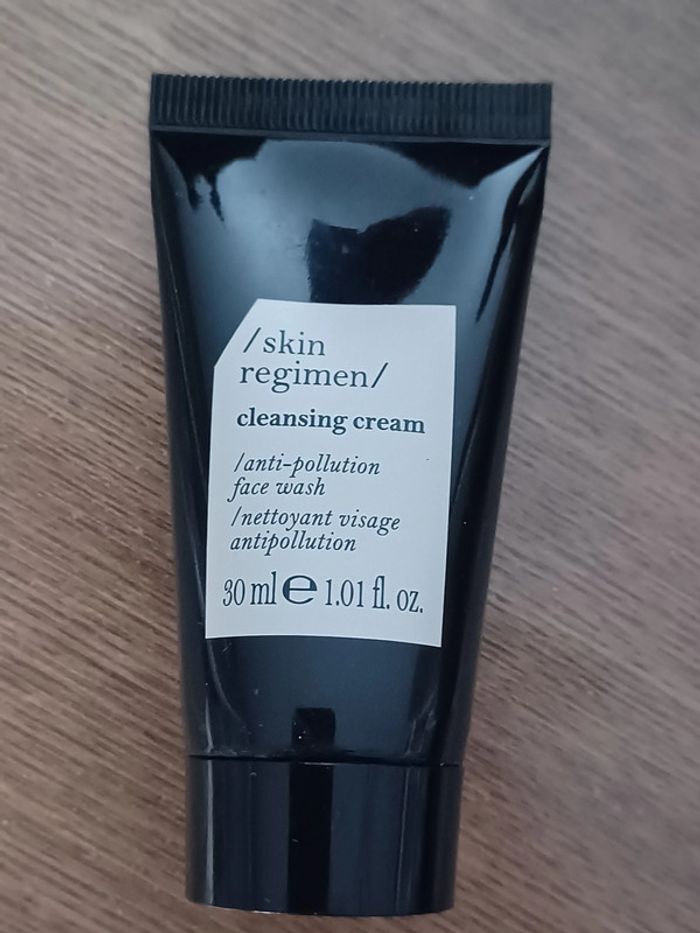 /skin
regimen/
cleansing cream
/anti-pollution
face wash
/nettoyant visage
antipollution
30 ml e 1.01 fl. oz.